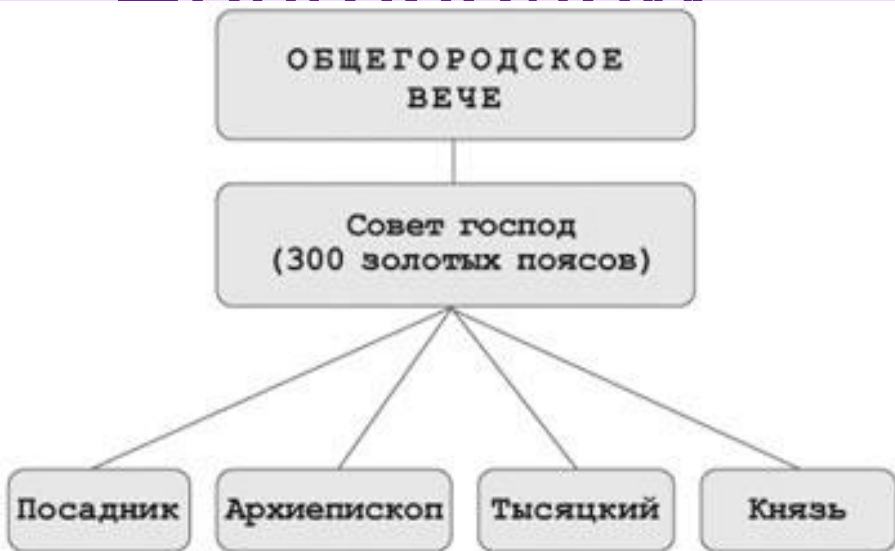 ОБЩЕГОРОДСКОЕ
ВЕЧЕ
Совет господ
(300 золотых поясов)
Посадник
Архиепископ
Тысяцкий
Князь